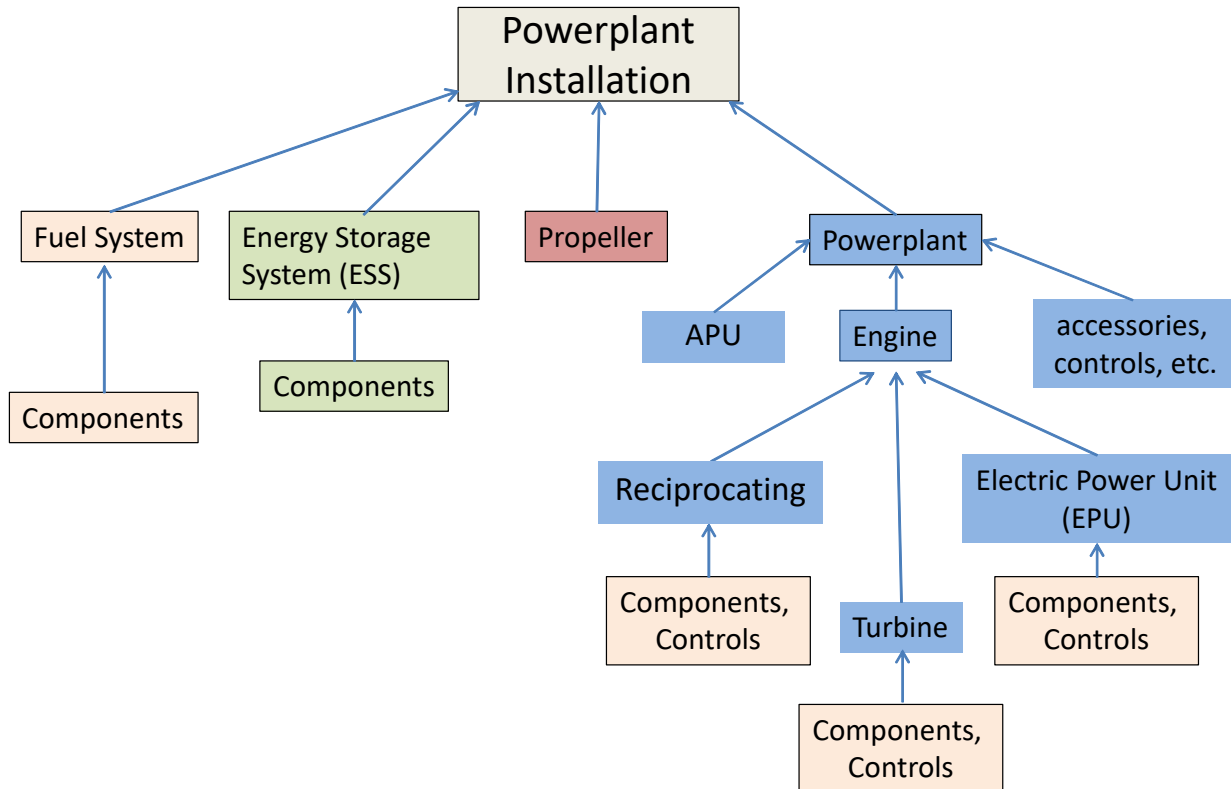 Powerplant
Installation
Fuel System
Energy Storage
System (ESS)
Propeller
Powerplant
APU
Engine
accessories,
controls, etc.
Components
Components
Reciprocating
Electric Power Unit
(EPU)
Components,
Controls
Turbine
Components,
Controls
Components,
Controls